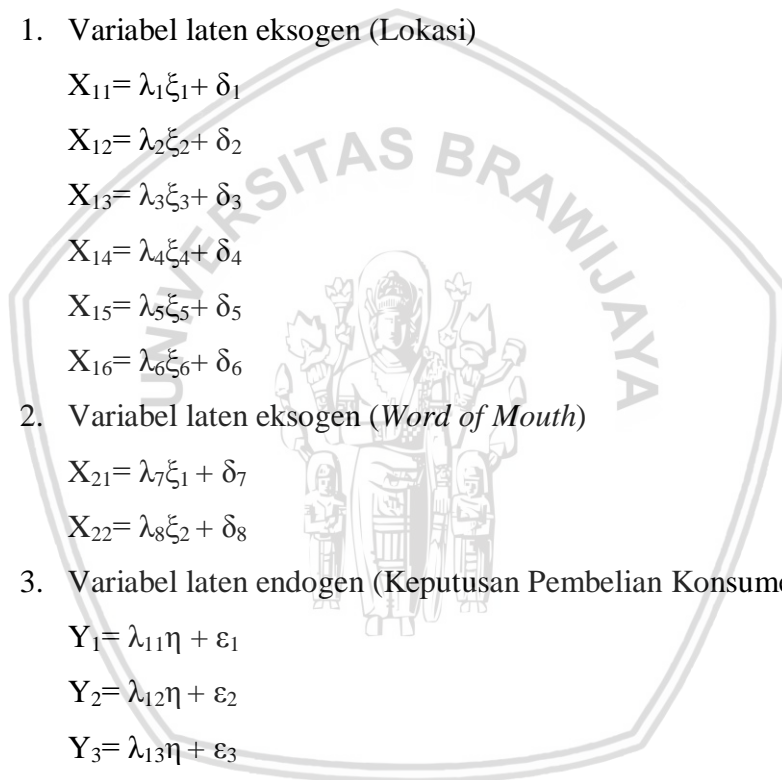 1. Variabel laten eksogen (Lokasi)
X₁₁= λ₁ξ₁+ δ₁
X₁₂= λ₂ξ₂+ δ₂
X₁₃= λ₃ξ₃+ δ₃
X₁₄= λ₄ξ₄+ δ₄
X₁₅= λ₅ξ₅+ δ₅
X₁₆= λ₆ξ₆+ δ₆
2. Variabel laten eksogen (Word of Mouth)
X₂₁= λ₇ξ₁ + δ₇
X₂₂= λ₈ξ₂ + δ₈
3. Variabel laten endogen (Keputusan Pembelian Konsume
Y₁= λ₁₁η + ε₁
Y₂= λ₁₂η + ε₂
Y₃= λ₁₃η + ε₃
UNIVERSITAS BRAWIJAYA